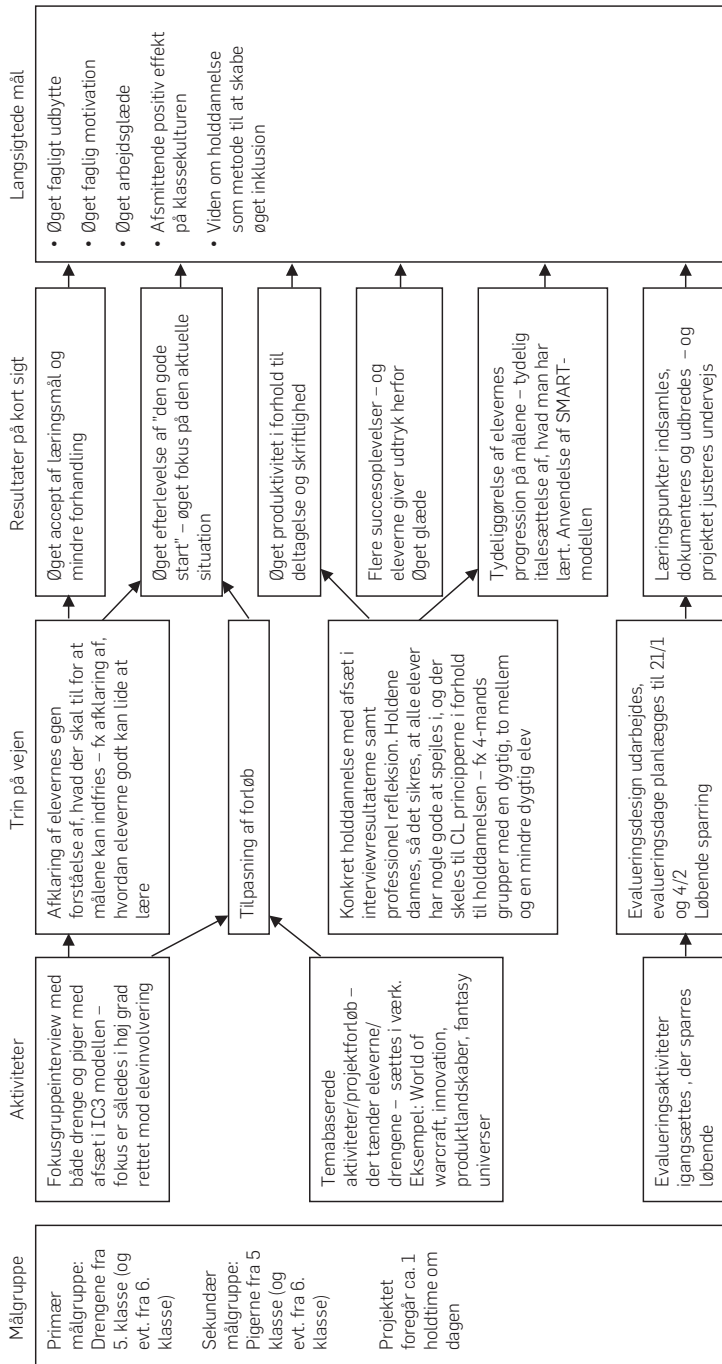 Målgruppe
Primær
målgruppe:
Drengene fra
5. klasse (og
evt. fra 6.
klasse)
Sekundær
målgruppe:
Pigerne fra 5
klasse (og
evt. fra 6.
klasse)
Projektet
foregår ca. 1
holdtime om
dagen
Aktiviteter
Fokusgruppeinterview med
både drenge og piger med
afsæt i IC3 modellen –
fokus er således i høj grad
rettet mod elevinvolvering
Temabaserede
aktiviteter/projektforløb –
der tænder eleverne/
drengene – sættes i værk.
Eksempel: World of
warcraft, innovation,
produktlandskaber, fantasy
universer
Evalueringsaktiviteter
igangsættes , der sparres
løbende
Trin på vejen
Afklaring af elevernes egen
forståelse af, hvad der skal til for at
målene kan indfries – fx afklaring af,
hvordan eleverne godt kan lide at
lære
Tilpasning af forløb
Konkret holddannelse med afsæt i
interviewresultaterne samt
professionel refleksion. Holdene
dannes, så det sikres, at alle elever
har nogle gode at spejles i, og der
skeles til CL principperne i forhold
til holddannelsen – fx 4-mands
grupper med en dygtig, to mellem
og en mindre dygtig elev
Evalueringsdesign udarbejdes,
evalueringsdage planlægges til 21/1
og 4/2
Løbende sparring
Resultater på kort sigt
Øget accept af læringsmål og
mindre forhandling
Øget efterlevelse af "den gode
start" – øget fokus på den aktuelle
situation
Øget produktivitet i forhold til
deltagelse og skriftlighed
Flere succesoplevelser – og
eleverne giver udtryk herfor
Øget glæde
Tydeliggørelse af elevernes
progression på målene – tydelig
italesættelse af, hvad man har
lært. Anvendelse af SMART-
modellen
Læringspunkter indsamles,
dokumenteres og udbredes – og
projektet justeres undervejs
Langsigtede mål
• Øget fagligt udbytte
• Øget faglig motivation
• Øget arbejdsglæde
• Afsmittende positiv effekt
på klassekulturen
• Viden om holddannelse
som metode til at skabe
øget inklusion